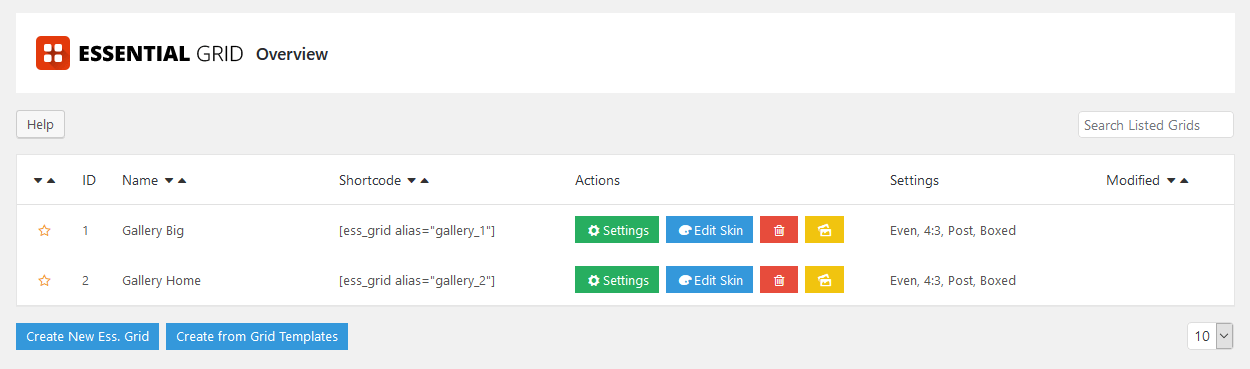 ESSENTIAL GRID Overview
Help
Search Listed Grids
ID Name Shortcode Actions Settings Modified
1 Gallery Big [ess_grid alias="gallery_1"] Settings Edit Skin Even, 4:3, Post, Boxed
2 Gallery Home [ess_grid alias="gallery_2"] Settings Edit Skin Even, 4:3, Post, Boxed
Create New Ess. Grid Create from Grid Templates 10